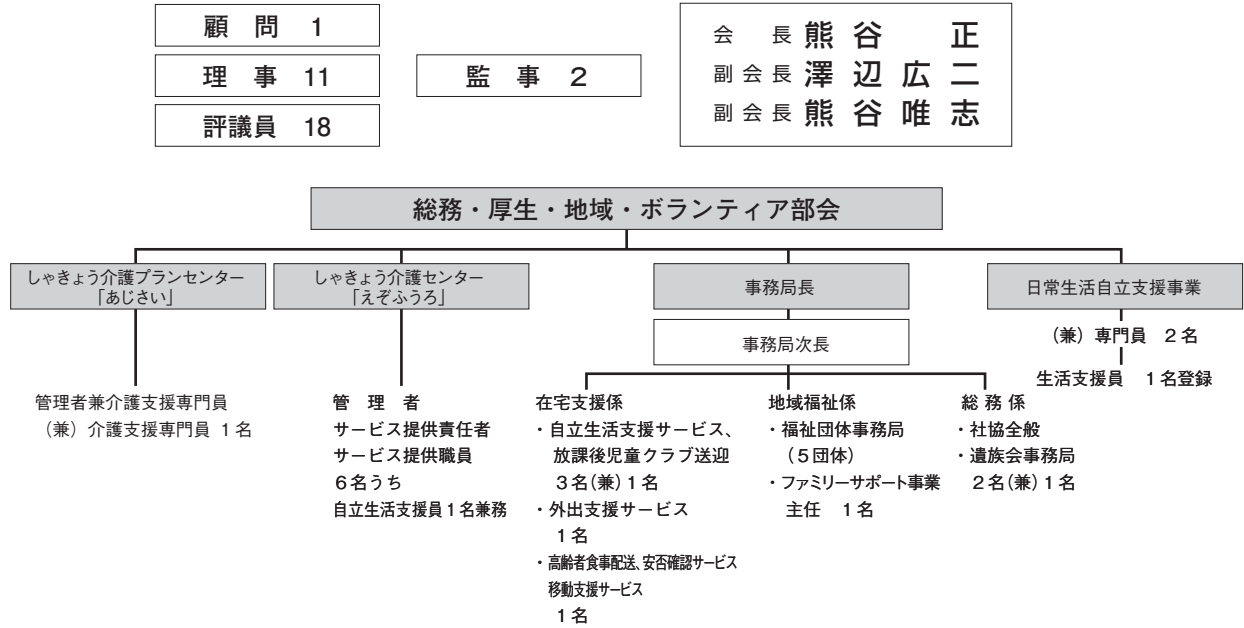 顧 問 1
理 事 11
評議員 18
監 事 2
会 長 熊 谷 正
副会長 澤 辺 広 二
副会長 熊 谷 唯 志
総務・厚生・地域・ボランティア部会
しゃきょう介護プランセンター
「あじさい」
管理者兼介護支援専門員
（兼）介護支援専門員 1名
しゃきょう介護センター
「えぞふうろ」
管 理 者
サービス提供責任者
サービス提供職員
6名うち
自立生活支援員1名兼務
事務局長
事務局次長
在宅支援係
・自立生活支援サービス、
放課後児童クラブ送迎
3名(兼)1名
・外出支援サービス
1名
・高齢者食事配送、安否確認サービス
移動支援サービス
1名
地域福祉係
・福祉団体事務局
（5団体）
・ファミリーサポート事業
主任 1名
総 務 係
・社協全般
・遺族会事務局
2名(兼)1名
日常生活自立支援事業
（兼）専門員 2名
生活支援員 1名登録